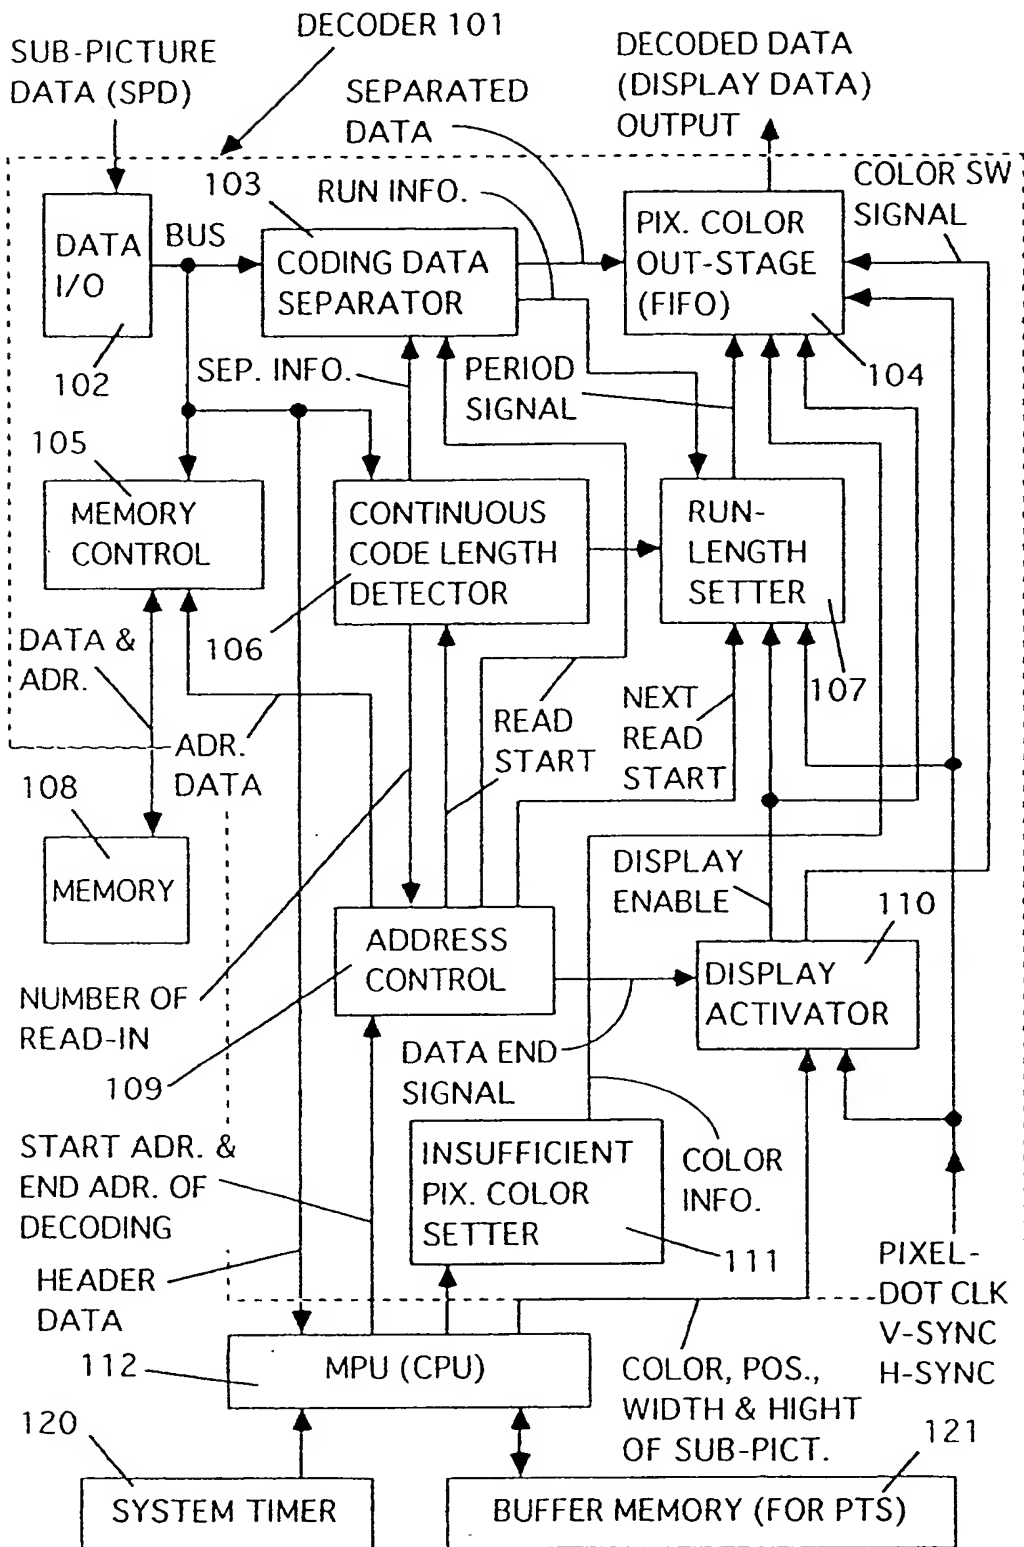 DECODER 101
SUB-PICTURE
DATA (SPD)
SEPARATED
DATA
DECODED DATA
(DISPLAY DATA)
OUTPUT
103
RUN INFO.
COLOR SW
SIGNAL
DATA
I/O
BUS
CODING DATA
SEPARATOR
PIX. COLOR
OUT-STAGE
(FIFO)
102
SEP. INFO.
PERIOD
SIGNAL
104
105
MEMORY
CONTROL
CONTINUOUS
CODE LENGTH
DETECTOR
RUN-
LENGTH
SETTER
DATA &
ADR.
106
107
ADR.
DATA
READ
START
NEXT
READ
START
108
MEMORY
DISPLAY
ENABLE
110
ADDRESS
CONTROL
DISPLAY
ACTIVATOR
NUMBER OF
READ-IN
109
DATA END
SIGNAL
START ADR. &
END ADR. OF
DECODING
INSUFFICIENT
PIX. COLOR
SETTER
COLOR
INFO.
111
HEADER
DATA
PIXEL-
DOT CLK
V-SYNC
H-SYNC
112
MPU (CPU)
COLOR, POS.,
WIDTH & HIGHT
OF SUB-PICT.
120
121
SYSTEM TIMER
BUFFER MEMORY (FOR PTS)